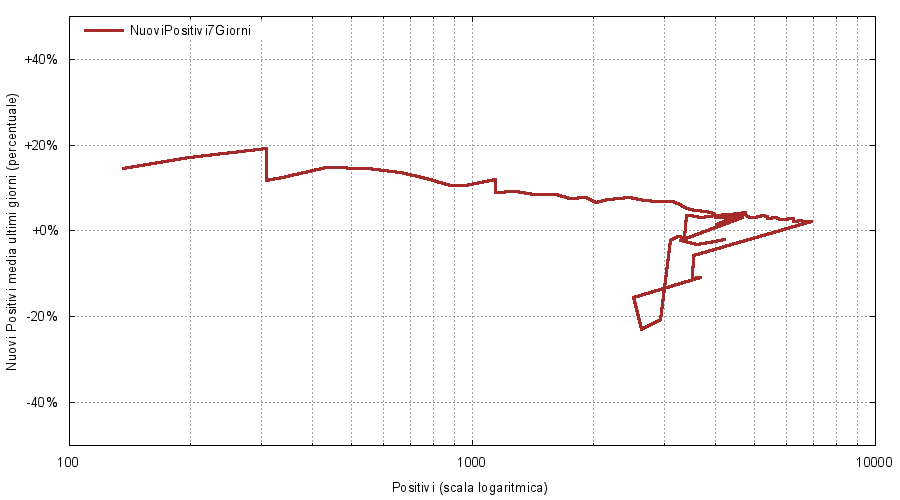 NuoviPositivi7Giorni
+40%
+20%
+0%
-20%
-40%
Nuovi Positivi media ultimi giorni (percentuale)
100
1000
10000
Positivi (scala logaritmica)